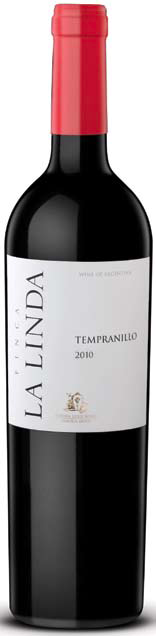 FINCA
LA LINDA
WINE OF ARGENTINA
TEMPRANILLO
2010